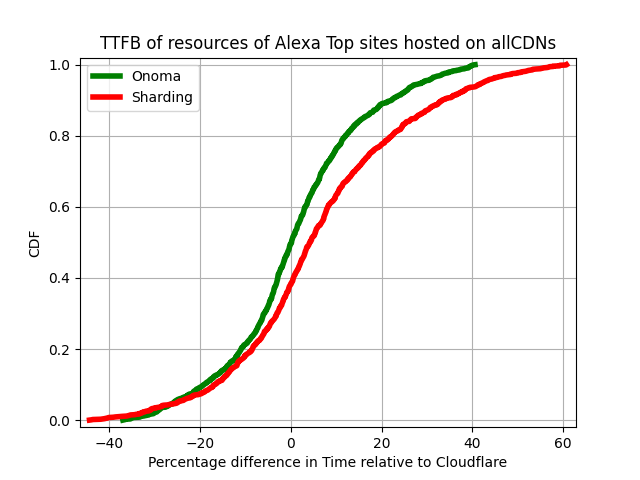 TTFB of resources of Alexa Top sites hosted on allCDNs
1.0
Onoma
Sharding
0.8
0.6
CDF
0.4
0.2
0.0
−40 −20 0 20 40 60
Percentage difference in Time relative to Cloudflare